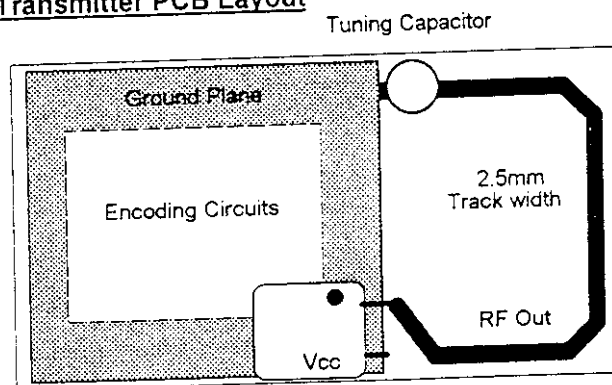 Transmitter PCB Layout
Tuning Capacitor
Ground Plane
Encoding Circuits
2.5mm
Track width
RF Out
Vcc